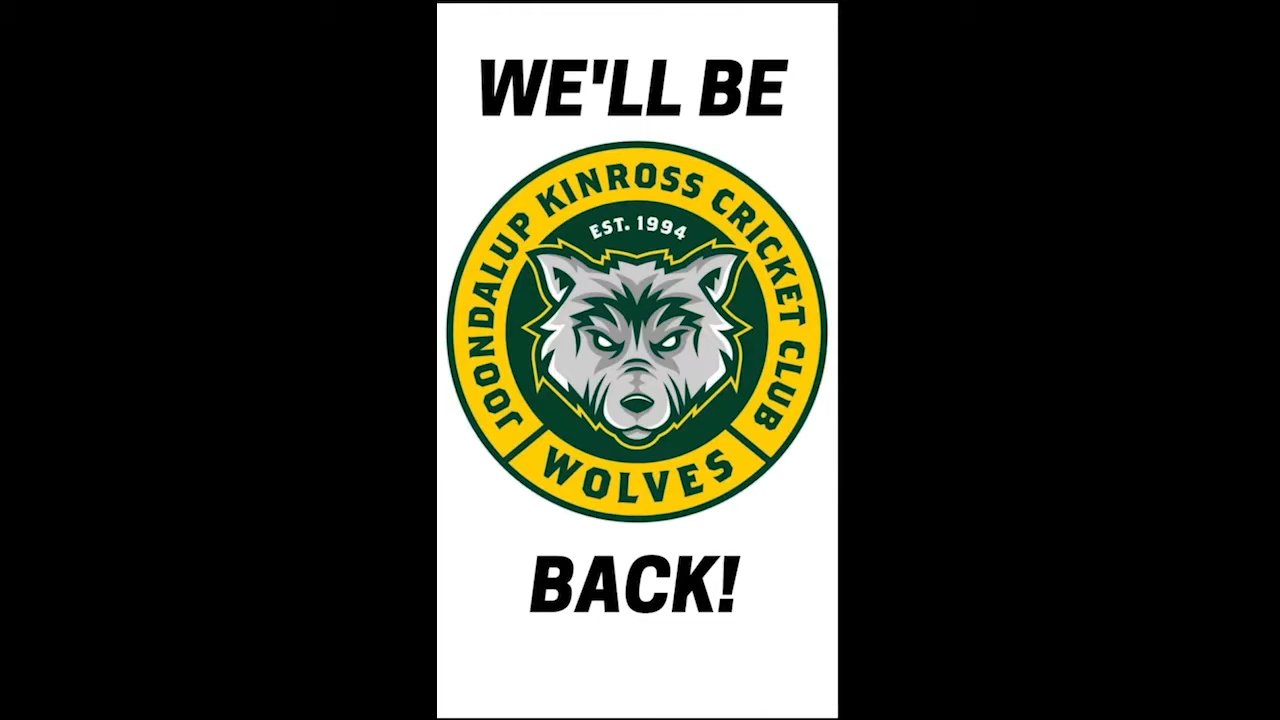 WE'LL BE
JOONDALUP KINROSS CRICKET CLUB
EST. 1994
WOLVES
BACK!